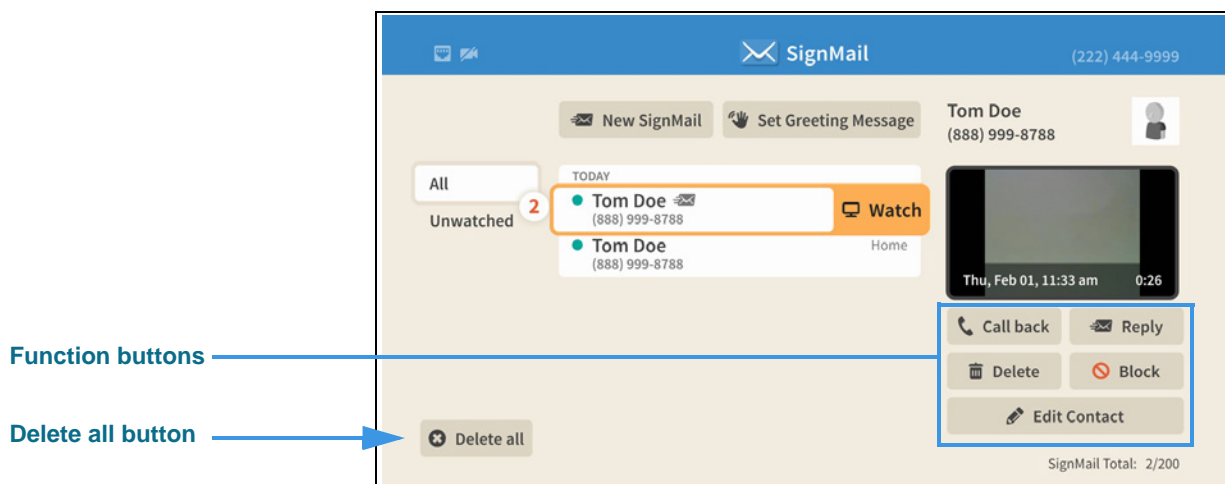 SignMail
(222) 444-9999
New SignMail
Set Greeting Message
Tom Doe
(888) 999-8788
All
Unwatched
2
TODAY
Tom Doe
(888) 999-8788
Watch
Tom Doe
Home
(888) 999-8788
Thu, Feb 01, 11:33 am 0:26
Call back
Reply
Delete
Block
Edit Contact
Function buttons
Delete all button
Delete all
SignMail Total: 2/200